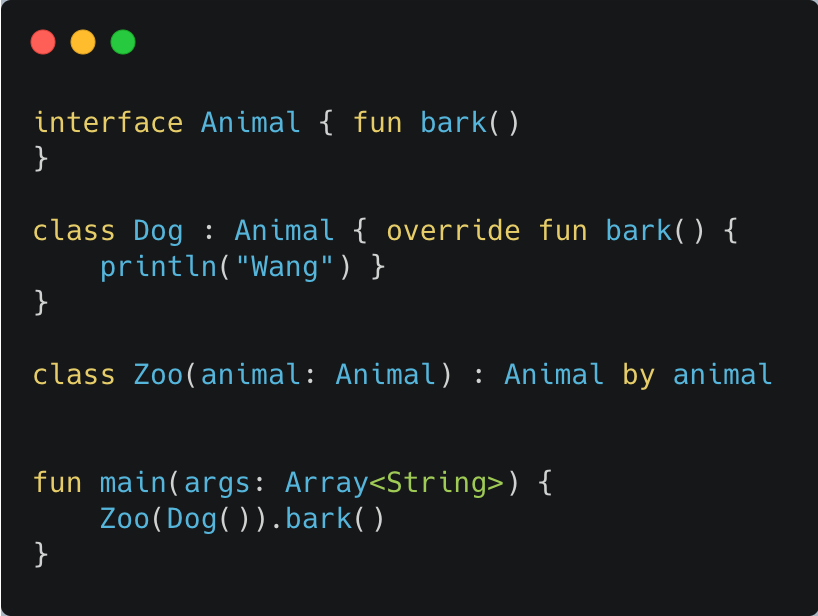 interface Animal { fun bark()
}
class Dog : Animal { override fun bark() {
    println("Wang") }
}
class Zoo(animal: Animal) : Animal by animal
fun main(args: Array<String>) {
    Zoo(Dog()).bark()
}